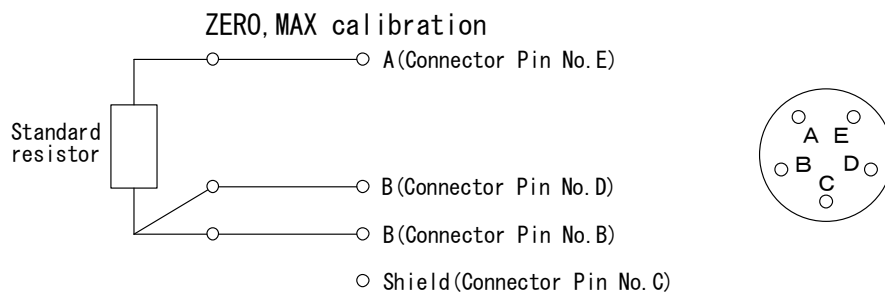 ZERO,MAX calibration
A(Connector Pin No.E)
Standard
resistor
B(Connector Pin No.D)
B(Connector Pin No.B)
Shield(Connector Pin No.C)
A E
B D
C